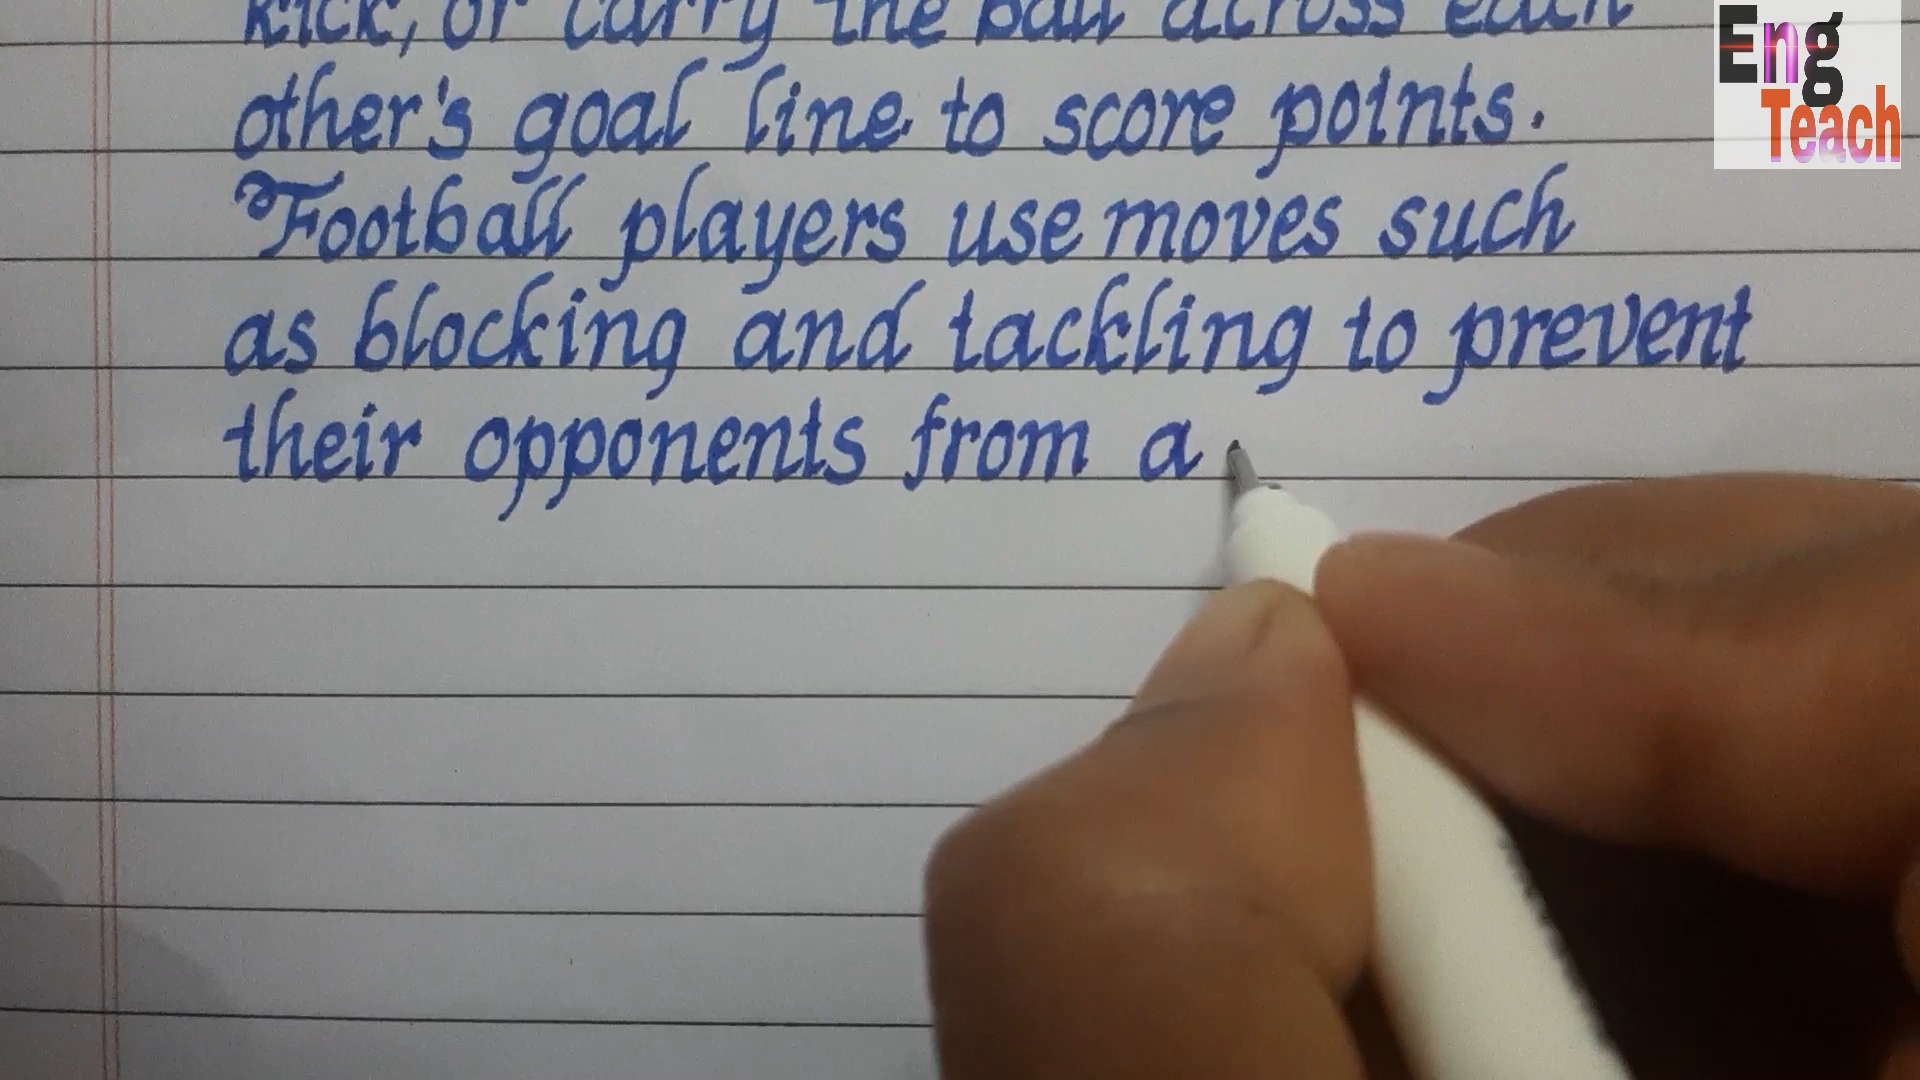 kick, or carry the ball across each
other's goal line to score points.
Football players use moves such
as blocking and tackling to prevent
their opponents from a
Eng
Teach